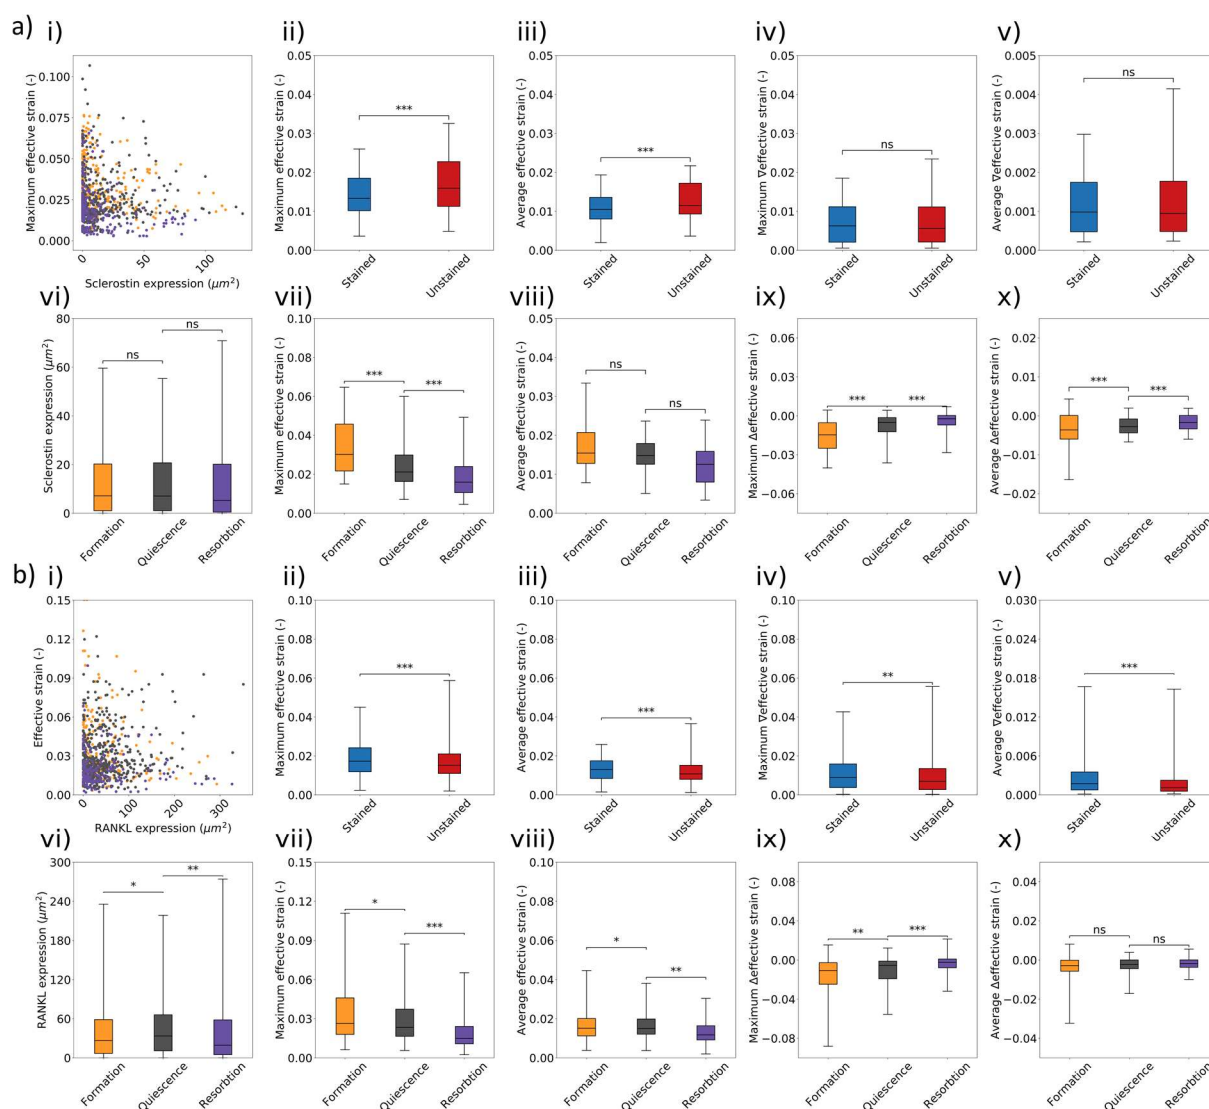 a)
i)
Maximum effective strain (-)
0.100
0.075
0.050
0.025
0.000
0
50
100
Sclerostin expression (μm²)
ii)
Maximum effective strain (-)
0.05
0.04
0.03
0.02
0.01
0.00
***
Stained
Unstained
iii)
Average effective strain (-)
0.05
0.04
0.03
0.02
0.01
0.00
***
Stained
Unstained
iv)
Maximum ∇effective strain (-)
0.05
0.04
0.03
0.02
0.01
0.00
ns
Stained
Unstained
v)
Average ∇effective strain (-)
0.005
0.004
0.003
0.002
0.001
0.000
ns
Stained
Unstained
vi)
Sclerostin expression (μm²)
80
60
40
20
0
ns
ns
Formation
Quiescence
Resorbtion
vii)
Maximum effective strain (-)
0.10
0.08
0.06
0.04
0.02
0.00
***
***
Formation
Quiescence
Resorbtion
viii)
Average effective strain (-)
0.05
0.04
0.03
0.02
0.01
0.00
ns
ns
Formation
Quiescence
Resorbtion
ix)
Maximum Δeffective strain (-)
0.06
0.03
0.00
−0.03
−0.06
***
***
Formation
Quiescence
Resorbtion
x)
Average Δeffective strain (-)
0.02
0.01
0.00
−0.01
−0.02
***
***
Formation
Quiescence
Resorbtion
b)
i)
Effective strain (-)
0.15
0.12
0.09
0.06
0.03
0.00
0
100
200
300
RANKL expression (μm²)
ii)
Maximum effective strain (-)
0.10
0.08
0.06
0.04
0.02
0.00
***
Stained
Unstained
iii)
Average effective strain (-)
0.10
0.08
0.06
0.04
0.02
0.00
***
Stained
Unstained
iv)
Maximum ∇effective strain (-)
0.10
0.08
0.06
0.04
0.02
0.00
**
Stained
Unstained
v)
Average ∇effective strain (-)
0.030
0.024
0.018
0.012
0.006
0.000
***
Stained
Unstained
vi)
RANKL expression (μm²)
300
240
180
120
60
0
*
**
Formation
Quiescence
Resorbtion
vii)
Maximum effective strain (-)
0.15
0.12
0.09
0.06
0.03
0.00
*
***
Formation
Quiescence
Resorbtion
viii)
Average effective strain (-)
0.10
0.08
0.06
0.04
0.02
0.00
*
**
Formation
Quiescence
Resorbtion
ix)
Maximum Δeffective strain (-)
0.08
0.04
0.00
−0.04
−0.08
**
***
Formation
Quiescence
Resorbtion
x)
Average Δeffective strain (-)
0.04
0.02
0.00
−0.02
−0.04
ns
ns
Formation
Quiescence
Resorbtion